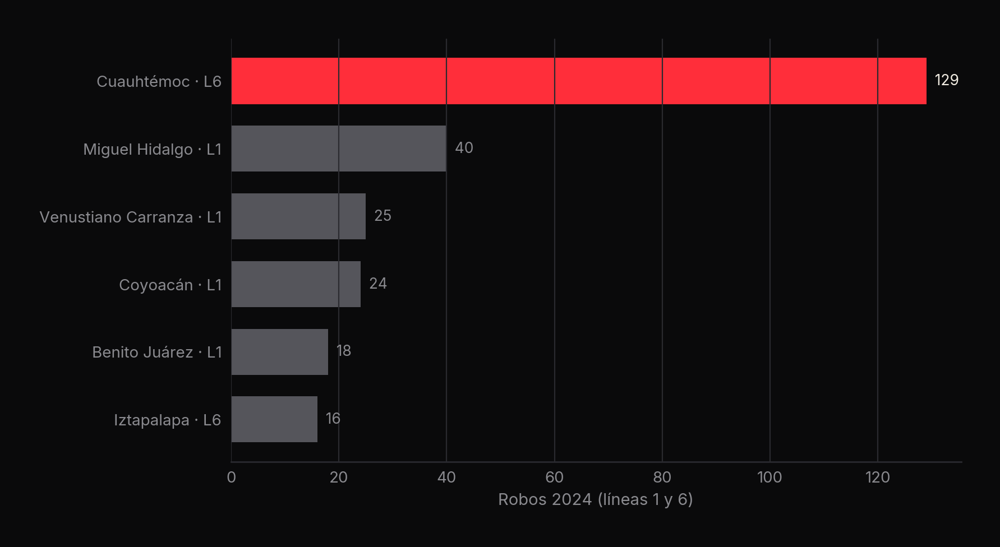 Cuauhtémoc · L6 129
Miguel Hidalgo · L1 40
Venustiano Carranza · L1 25
Coyoacán · L1 24
Benito Juárez · L1 18
Iztapalapa · L6 16
0 20 40 60 80 100 120
Robos 2024 (líneas 1 y 6)